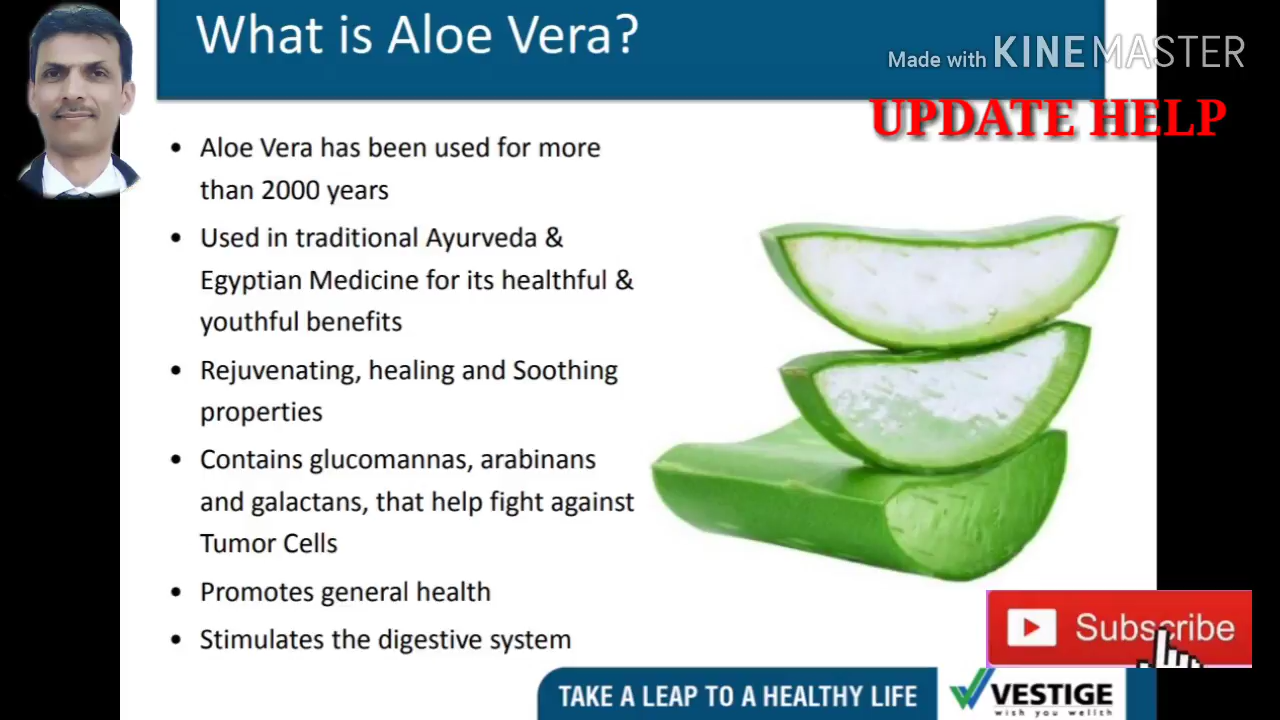 What is Aloe Vera?
Made with KINEMASTER
UPDATE HELP
• Aloe Vera has been used for more
than 2000 years
• Used in traditional Ayurveda &
Egyptian Medicine for its healthful &
youthful benefits
• Rejuvenating, healing and Soothing
properties
• Contains glucomannas, arabinans
and galactans, that help fight against
Tumor Cells
• Promotes general health
• Stimulates the digestive system
Subscribe
TAKE A LEAP TO A HEALTHY LIFE
VESTIGE
wish you wellth